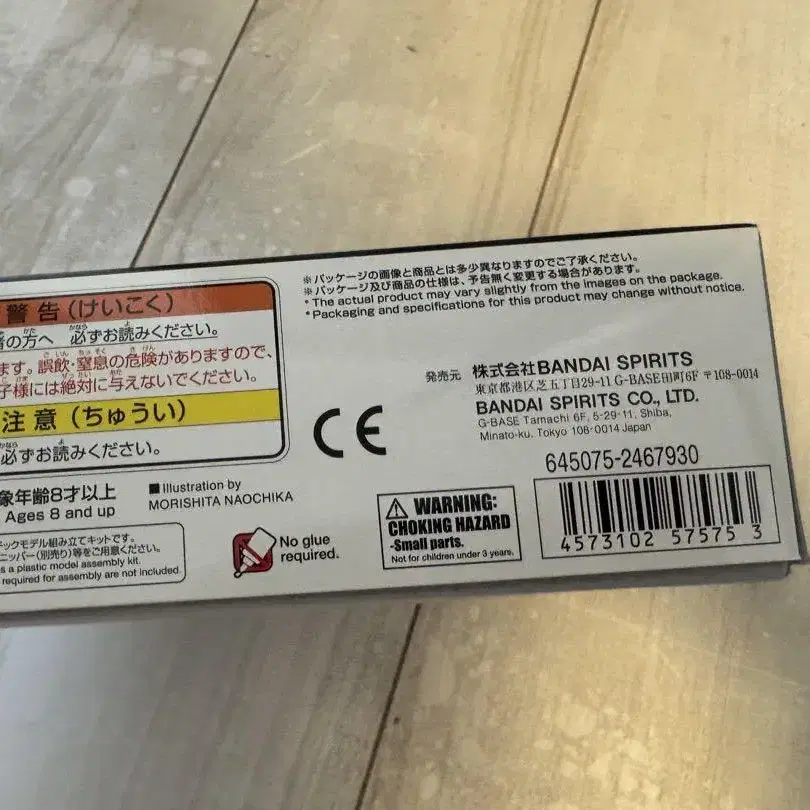 ※パッケージの画像と商品とは多少異なりますのでご了承ください。
※パッケージ及び商品の仕様は、予告無く変更する場合があります。
* The actual product may vary slightly from the images on the package.
* Packaging and specifications for this product may change without notice.
警告(けいこく)
の方へ 必ずお読みください。
ます。誤飲・窒息の危険がありますので、
子様には絶対に与えないでください。
注意(ちゅうい)
必ずお読みください。
象年齢8才以上
Ages 8 and up
■Illustration by
MORISHITA NAOCHIKA
チックモデル組み立てキットです。
ニッパー(別売り)等をご用意ください。
s a plastic model assembly kit.
required for assembly are not included.
No glue
required.
CE
発売元 株式会社BANDAI SPIRITS
東京都港区芝五丁目29-11 G-BASE田町6F 〒108-0014
BANDAI SPIRITS CO., LTD.
G-BASE Tamachi 6F, 5-29-11, Shiba,
Minato-ku, Tokyo 108-0014 Japan
645075-2467930
WARNING:
CHOKING HAZARD
-Small parts.
Not for children under 3 years.
4573102 57575 3